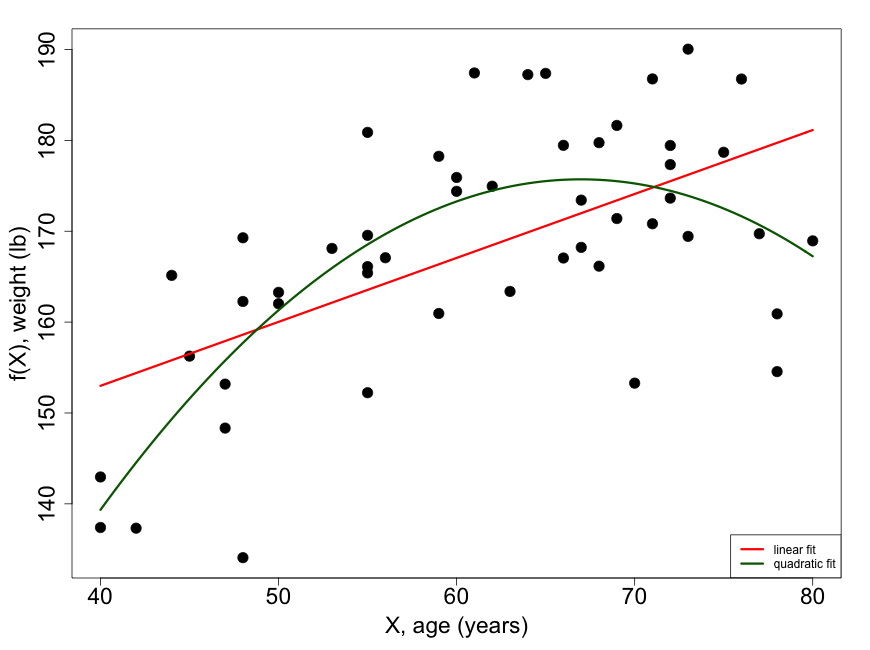 190
180
170
160
150
140
f(X), weight (lb)
40 50 60 70 80
X, age (years)
linear fit
quadratic fit